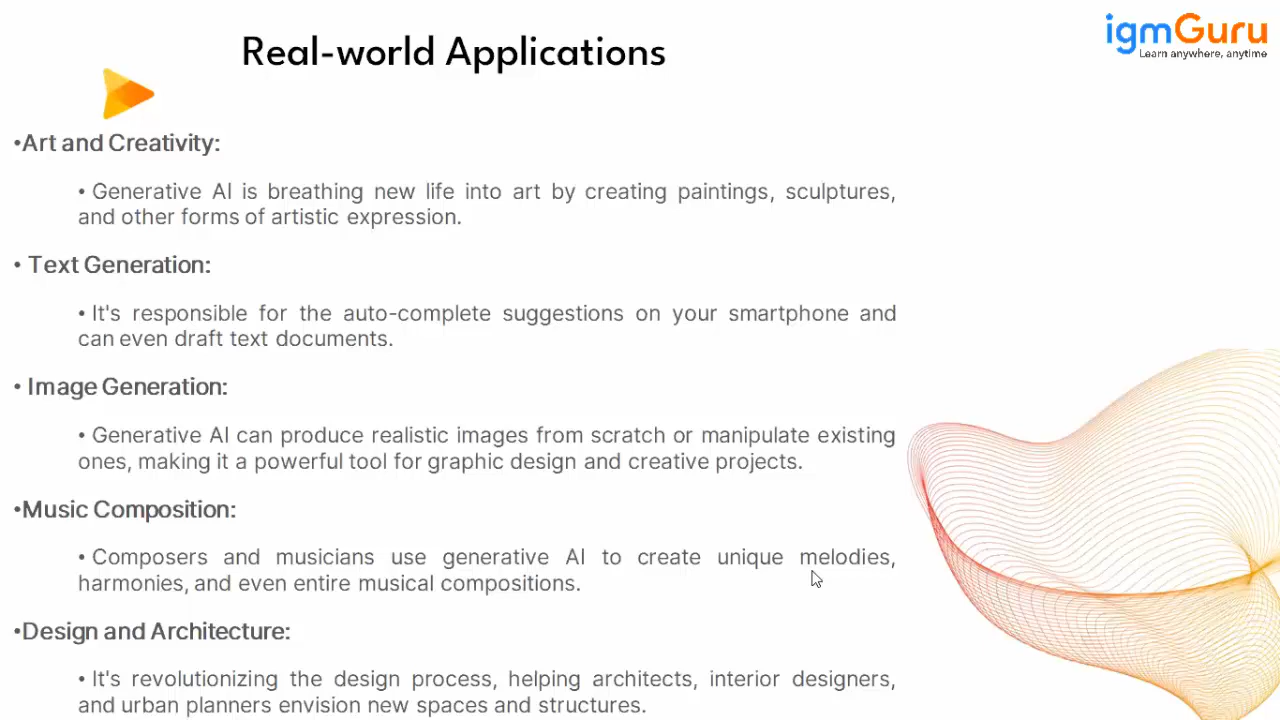 Real-world Applications
igmGuru
Learn anywhere, anytime
•Art and Creativity:
• Generative AI is breathing new life into art by creating paintings, sculptures,
and other forms of artistic expression.
• Text Generation:
• It's responsible for the auto-complete suggestions on your smartphone and
can even draft text documents.
• Image Generation:
• Generative AI can produce realistic images from scratch or manipulate existing
ones, making it a powerful tool for graphic design and creative projects.
•Music Composition:
• Composers and musicians use generative AI to create unique melodies,
harmonies, and even entire musical compositions.
•Design and Architecture:
• It's revolutionizing the design process, helping architects, interior designers,
and urban planners envision new spaces and structures.